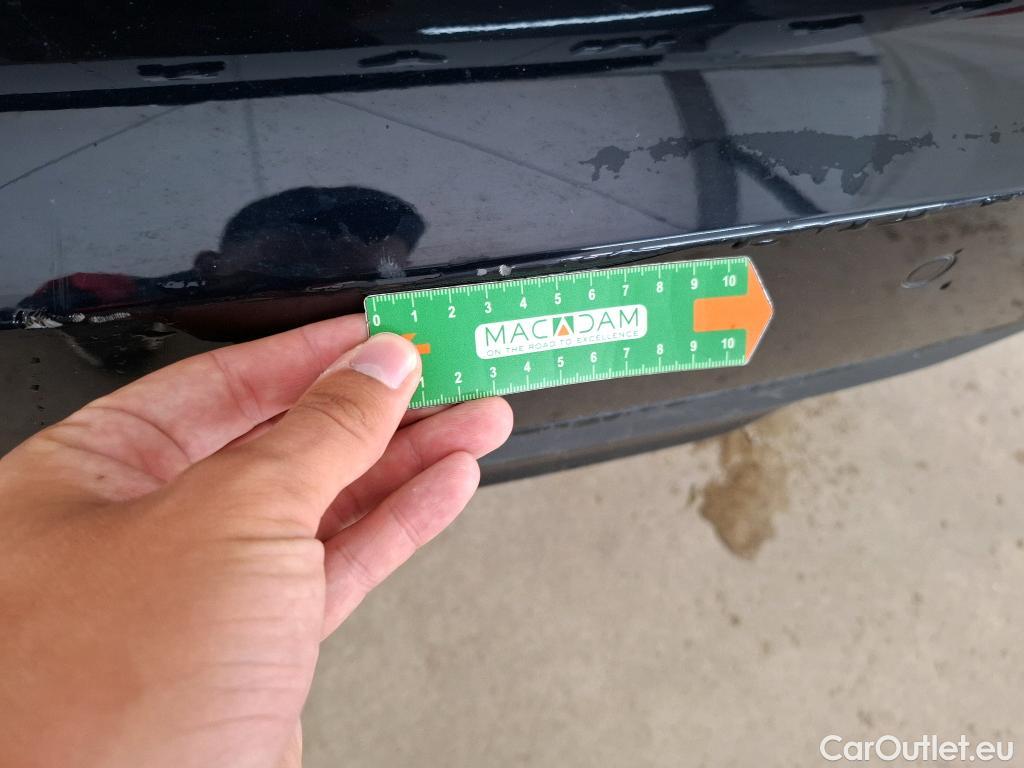 0 1 2 3 4 5 6 7 8 9 10
MACADAM
ON THE ROAD TO EXCELLENCE
1 2 3 4 5 6 7 8 9 10
CarOutlet.eu